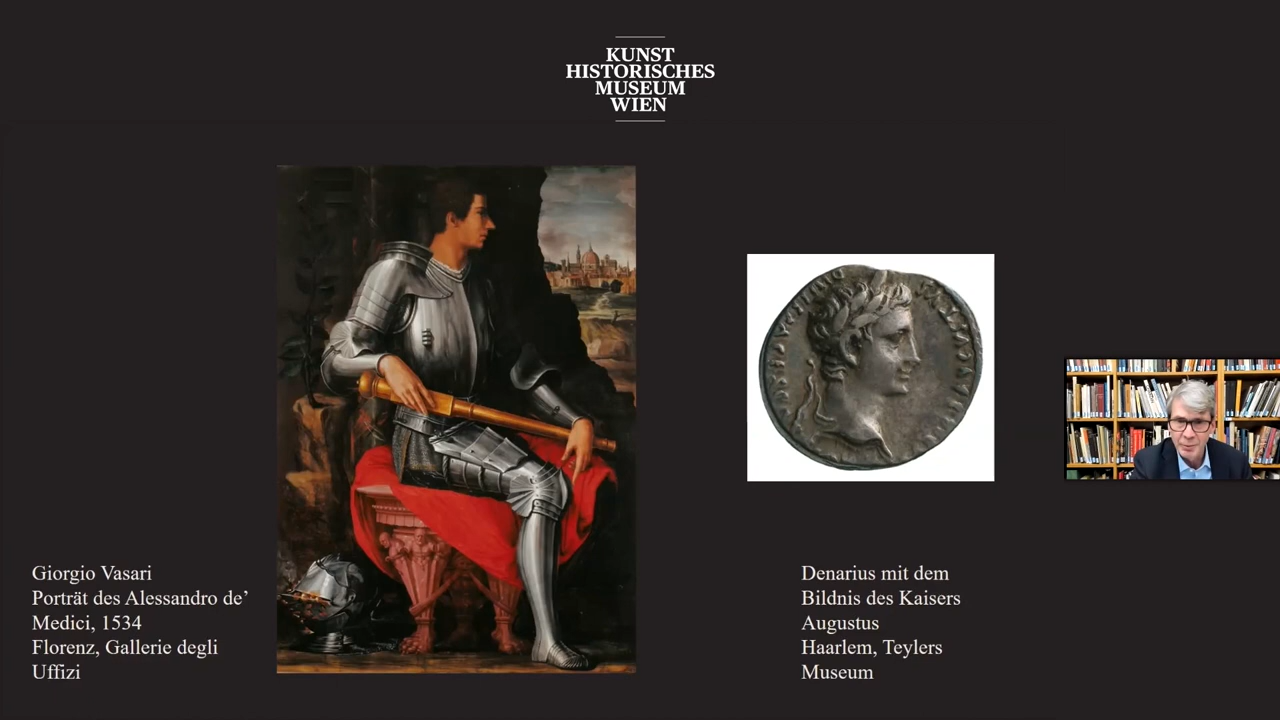 KUNST
HISTORISCHES
MUSEUM
WIEN
Giorgio Vasari
Porträt des Alessandro de’
Medici, 1534
Florenz, Gallerie degli
Uffizi
Denarius mit dem
Bildnis des Kaisers
Augustus
Haarlem, Teylers
Museum